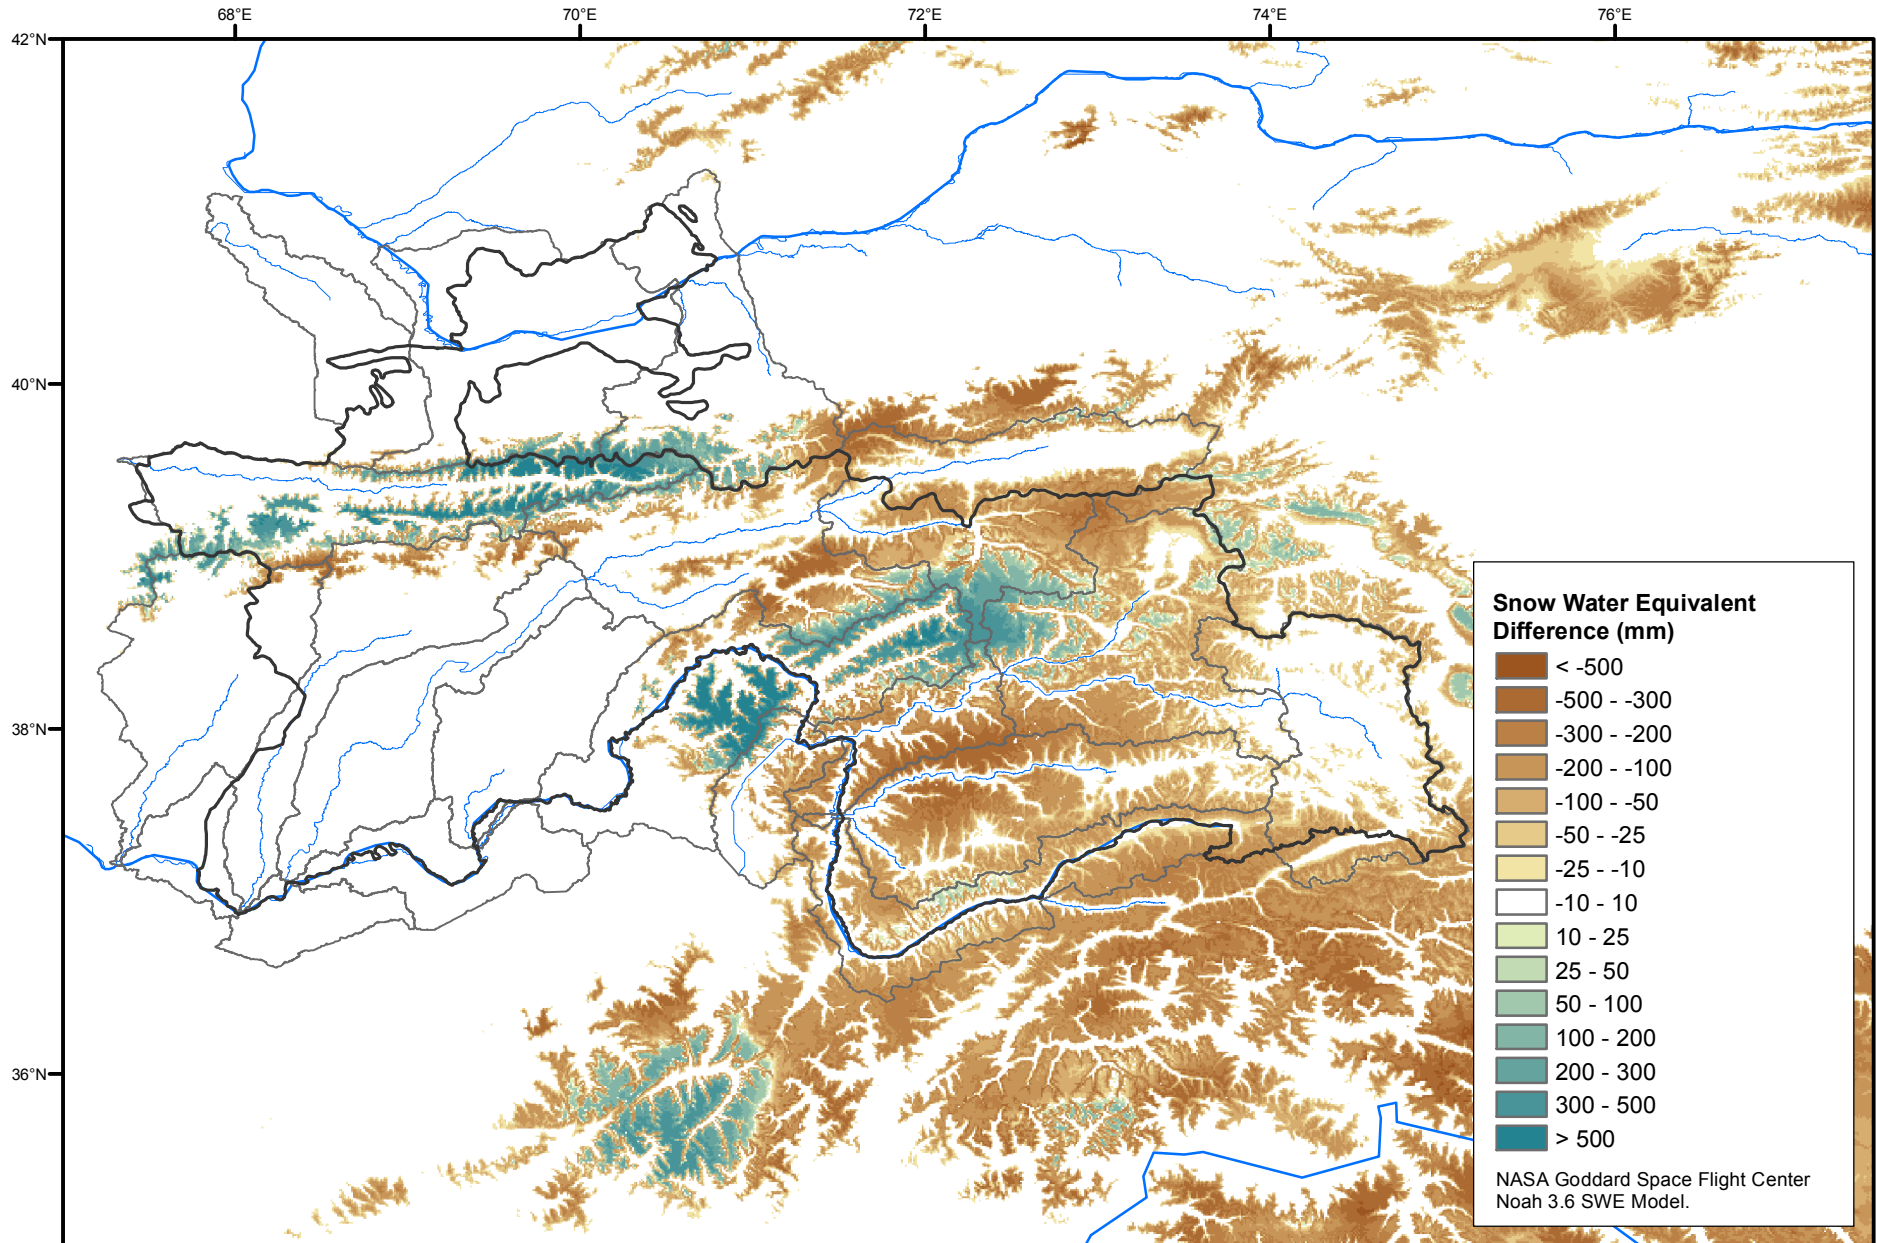 68°E
70°E
72°E
74°E
76°E
42°N
40°N
38°N
36°N
Snow Water Equivalent
Difference (mm)
< -500
-500 - -300
-300 - -200
-200 - -100
-100 - -50
-50 - -25
-25 - -10
-10 - 10
10 - 25
25 - 50
50 - 100
100 - 200
200 - 300
300 - 500
> 500
NASA Goddard Space Flight Center
Noah 3.6 SWE Model.